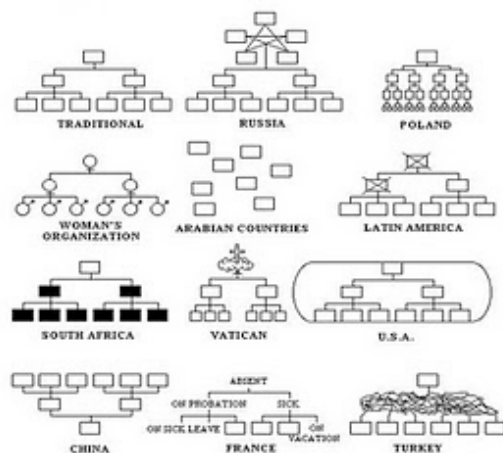 TRADITIONAL
RUSSIA
POLAND
WOMAN'S
ORGANIZATION
ARABIAN COUNTRIES
LATIN AMERICA
SOUTH AFRICA
VATICAN
U.S.A.
CHINA
ABSENT
ON PROBATION
SICK
ON SICK LEAVE
ON
VACATION
FRANCE
TURKEY